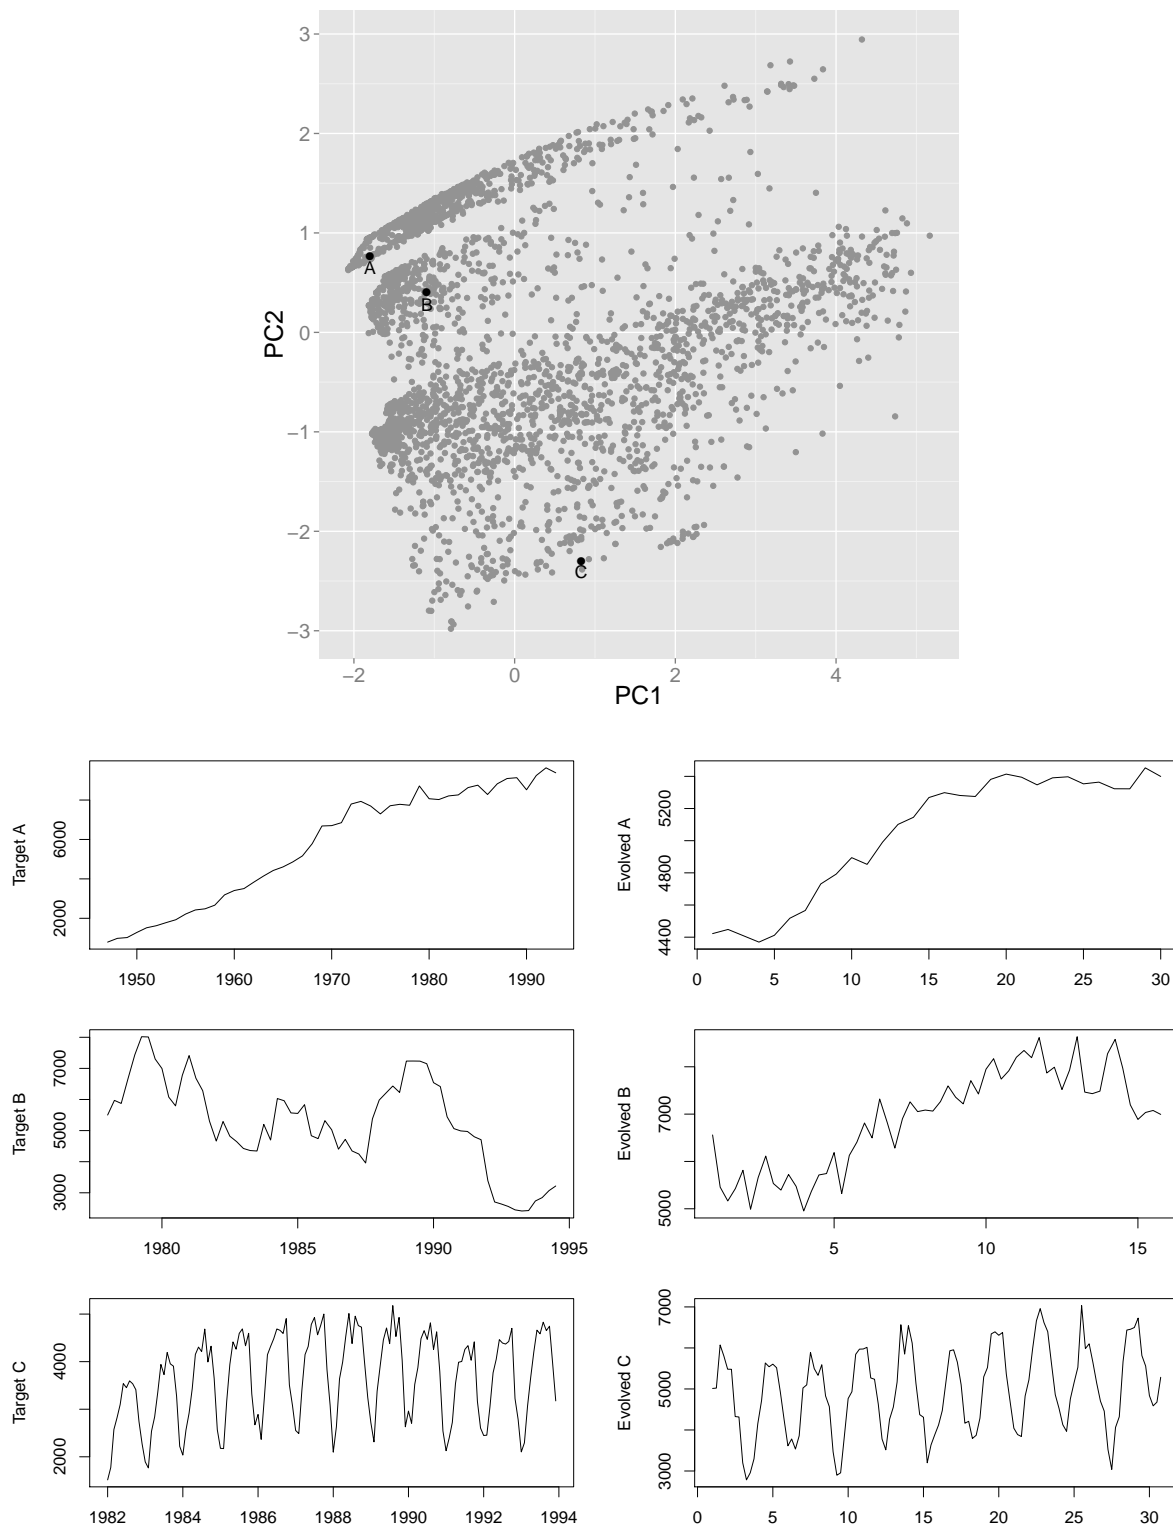 3
2
1
0
−1
−2
−3
PC2
A
B
C
−2 0 2 4
PC1
Target A
2000 6000
1950 1960 1970 1980 1990
Evolved A
4400 4800 5200
0 5 10 15 20 25 30
Target B
3000 5000 7000
1980 1985 1990 1995
Evolved B
5000 7000
5 10 15
Target C
2000 4000
1982 1984 1986 1988 1990 1992 1994
Evolved C
3000 5000 7000
0 5 10 15 20 25 30